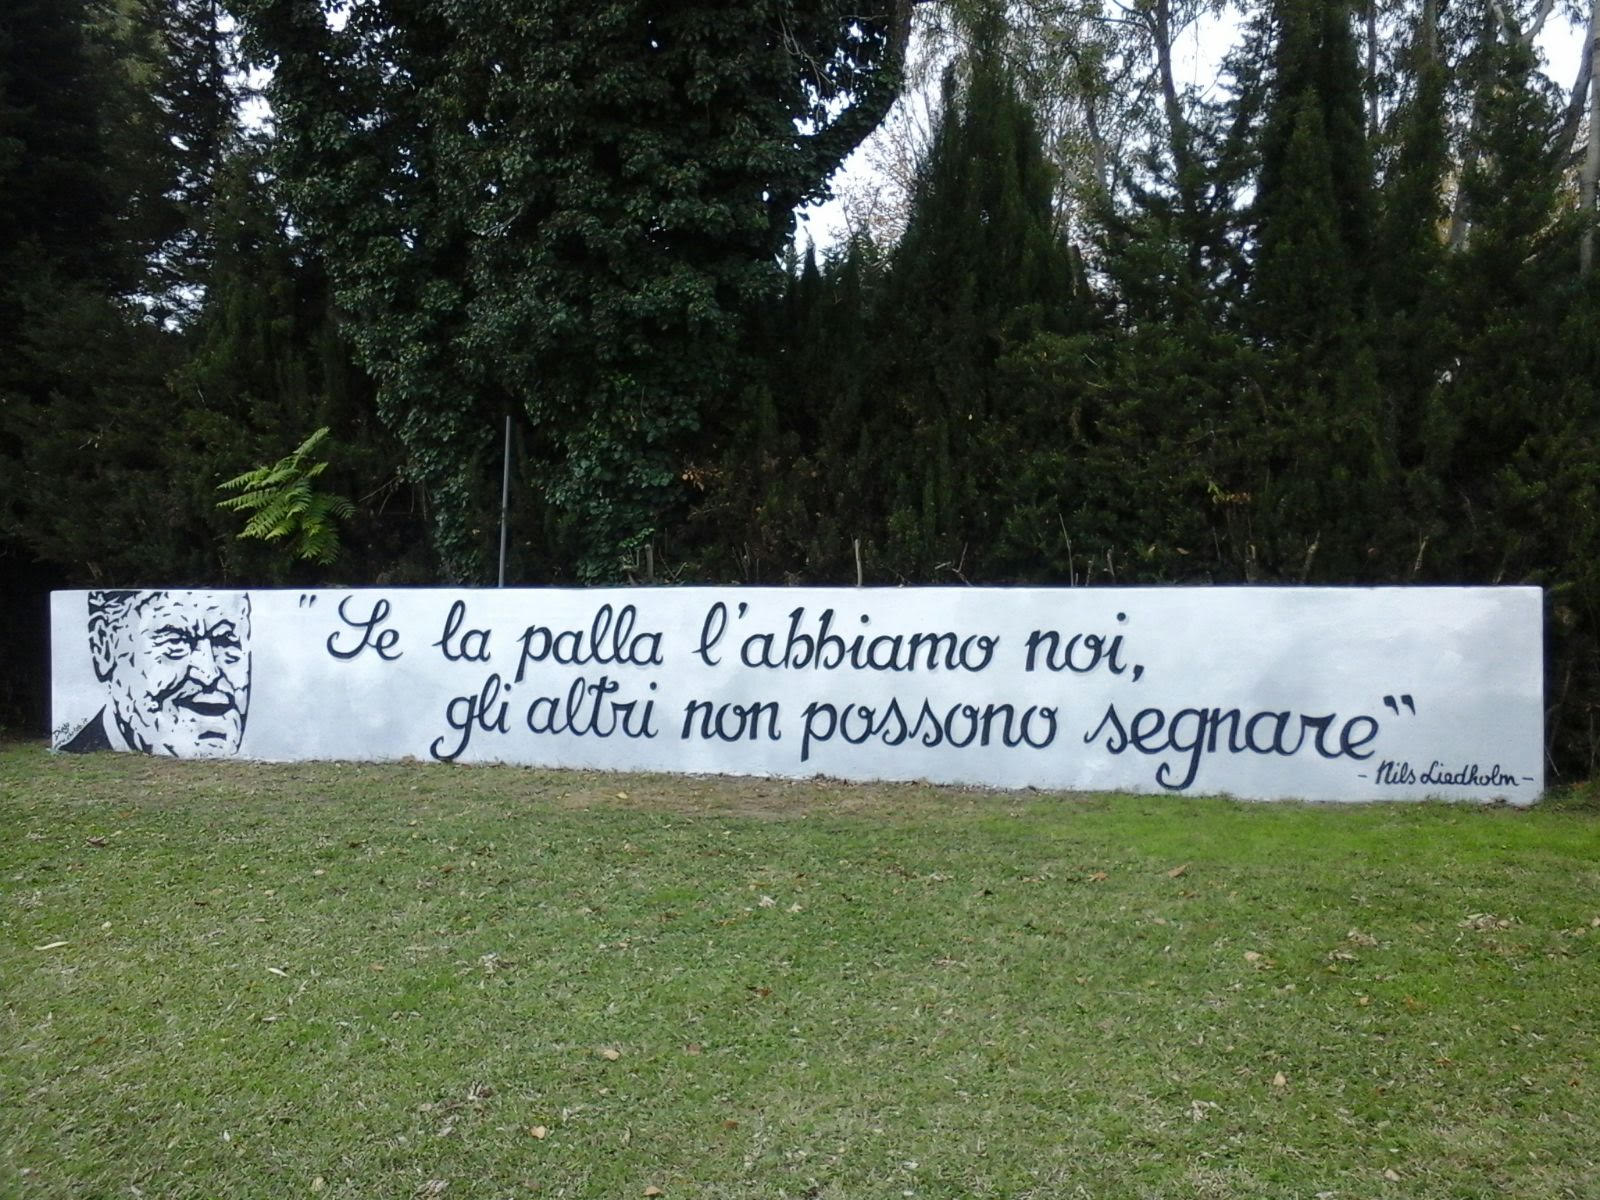 "Se la palla l'abbiamo noi,
gli altri non possono segnare"
- Nils Liedholm -